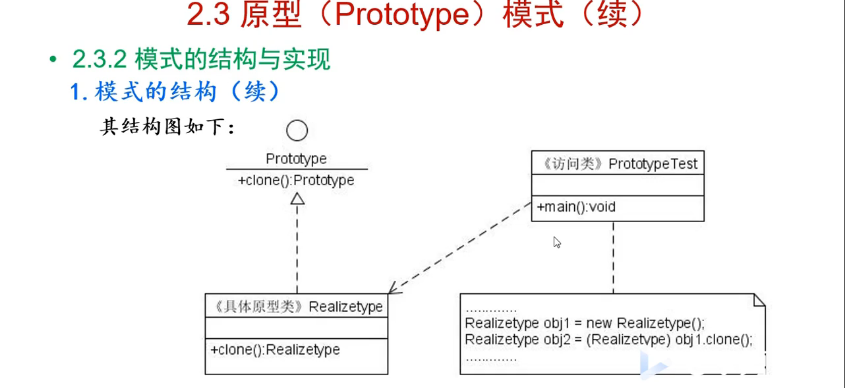 2.3 原型（Prototype）模式（续）
• 2.3.2 模式的结构与实现
1. 模式的结构（续）
其结构图如下：
Prototype
+clone():Prototype
《访问类》PrototypeTest
+main():void
《具体原型类》Realizetype
+clone():Realizetype
.............
Realizetype obj1 = new Realizetype();
Realizetype obj2 = (Realizetype) obj1.clone();
.............